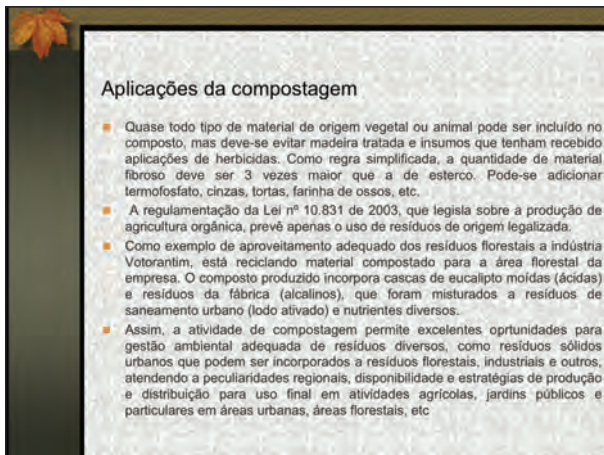 Aplicações da compostagem
Quase todo tipo de material de origem vegetal ou animal pode ser incluído no
composto, mas deve-se evitar madeira tratada e insumos que tenham recebido
aplicações de herbicidas. Como regra simplificada, a quantidade de material
fibroso deve ser 3 vezes maior que a de esterco. Pode-se adicionar
termofosfato, cinzas, tortas, farinha de ossos, etc.
A regulamentação da Lei nº 10.831 de 2003, que legisla sobre a produção de
agricultura orgânica, prevê apenas o uso de resíduos de origem legalizada.
Como exemplo de aproveitamento adequado dos resíduos florestais a indústria
Votorantim, está reciclando material compostado para a área florestal da
empresa. O composto produzido incorpora cascas de eucalipto moídas (ácidas)
e resíduos da fábrica (alcalinos), que foram misturados a resíduos de
saneamento urbano (lodo ativado) e nutrientes diversos.
Assim, a atividade de compostagem permite excelentes oprtunidades para
gestão ambiental adequada de resíduos diversos, como resíduos sólidos
urbanos que podem ser incorporados a resíduos florestais, industriais e outros,
atendendo a peculiaridades regionais, disponibilidade e estratégias de produção
e distribuição para uso final em atividades agrícolas, jardins públicos e
particulares em áreas urbanas, áreas florestais, etc